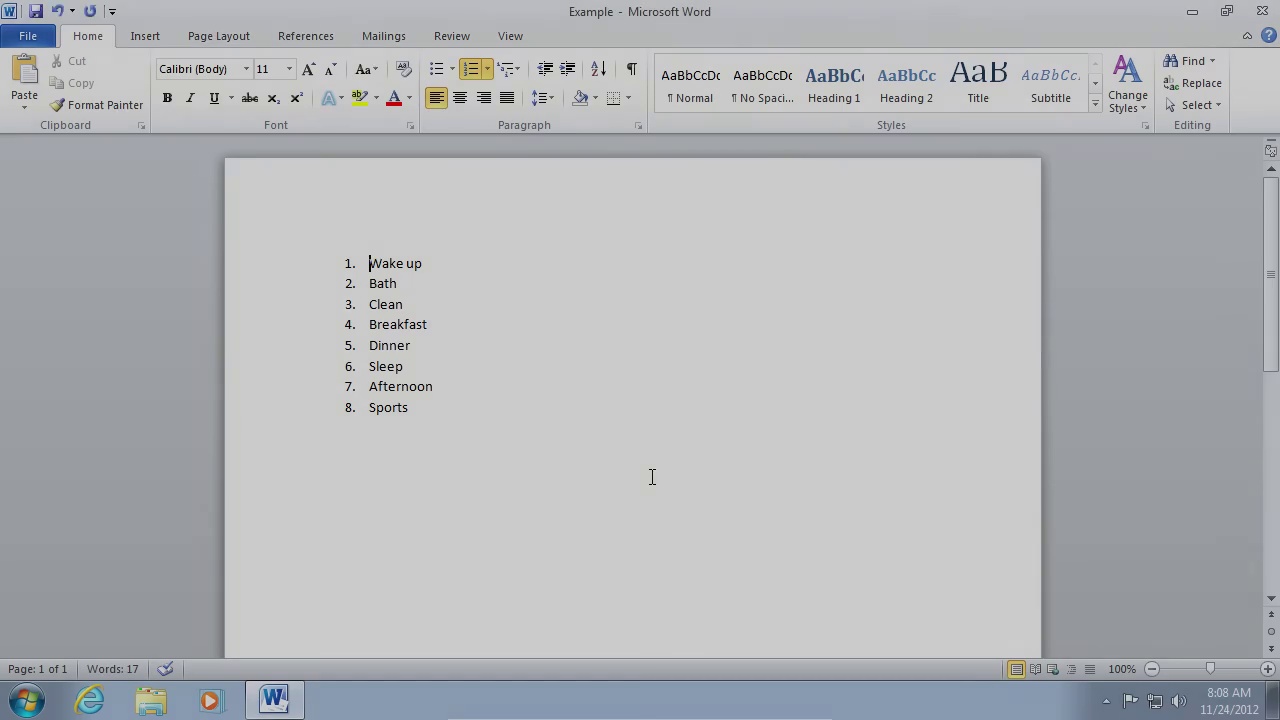 Example - Microsoft Word
File Home Insert Page Layout References Mailings Review View
Paste
Cut
Copy
Format Painter
Clipboard
Calibri (Body) 11
Font
Paragraph
AaBbCcDc AaBbCcDc AaBbCc AaBbCc AaB AaBbCc.
¶ Normal ¶ No Spaci... Heading 1 Heading 2 Title Subtitle
Change
Styles
Styles
Find
Replace
Select
Editing
1. Wake up
2. Bath
3. Clean
4. Breakfast
5. Dinner
6. Sleep
7. Afternoon
8. Sports
Page: 1 of 1 Words: 17 100%
8:08 AM
11/24/2012